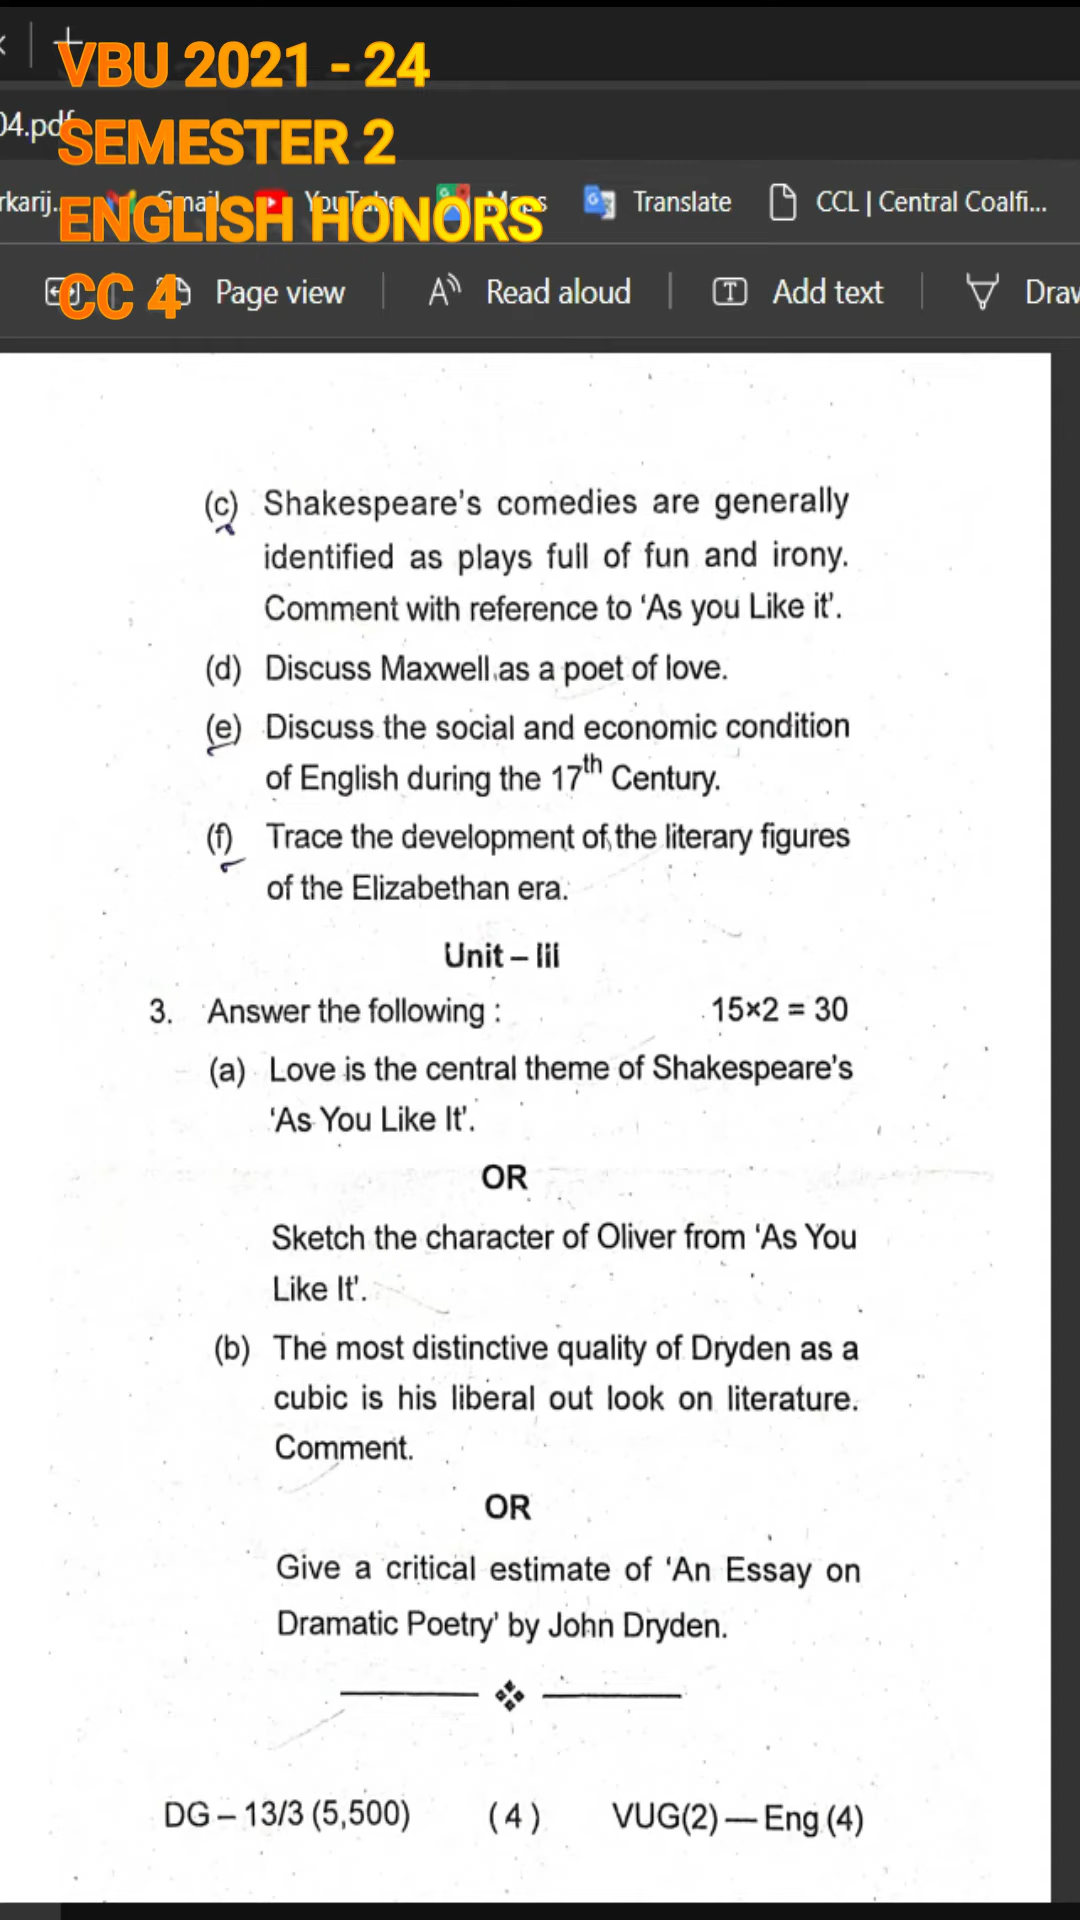 VBU 2021 - 24
04.pdf
SEMESTER 2
rkarij... Gmail YouTube Maps Translate CCL | Central Coalfi...
ENGLISH HONORS
CC 4
Page view Read aloud Add text Draw
(c) Shakespeare's comedies are generally
identified as plays full of fun and irony.
Comment with reference to 'As you Like it'.
(d) Discuss Maxwell as a poet of love.
(e) Discuss the social and economic condition
of English during the 17th Century.
(f) Trace the development of the literary figures
of the Elizabethan era.
Unit – III
3. Answer the following : 15×2 = 30
(a) Love is the central theme of Shakespeare's
'As You Like It'.
OR
Sketch the character of Oliver from 'As You
Like It'.
(b) The most distinctive quality of Dryden as a
cubic is his liberal out look on literature.
Comment.
OR
Give a critical estimate of 'An Essay on
Dramatic Poetry' by John Dryden.
DG – 13/3 (5,500) ( 4 ) VUG(2) — Eng (4)